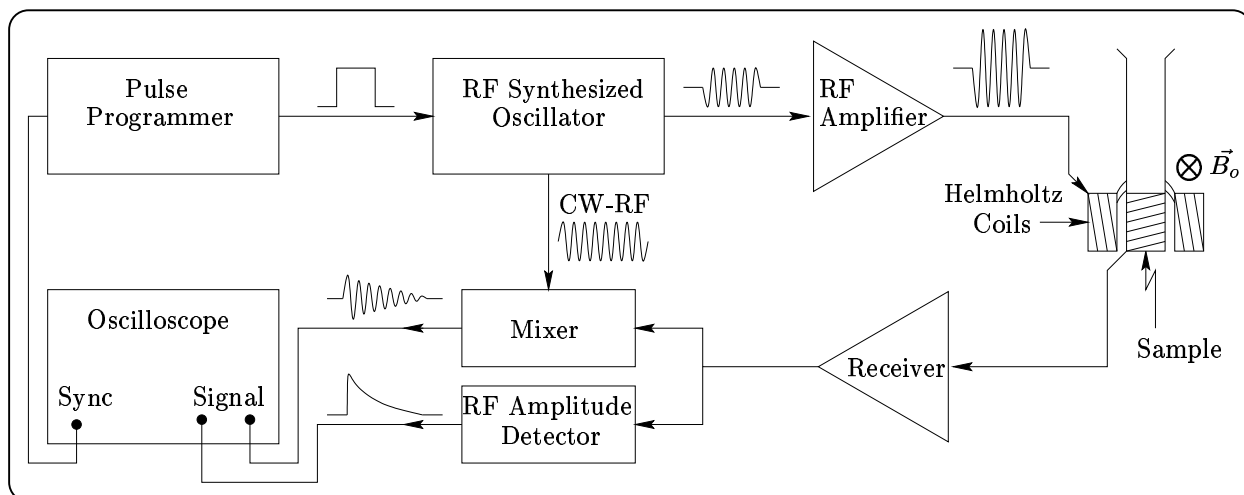 Pulse
Programmer
RF Synthesized
Oscillator
RF
Amplifier
B⃗ₒ
CW-RF
Helmholtz
Coils
Oscilloscope
Mixer
Receiver
Sample
Sync
Signal
RF Amplitude
Detector